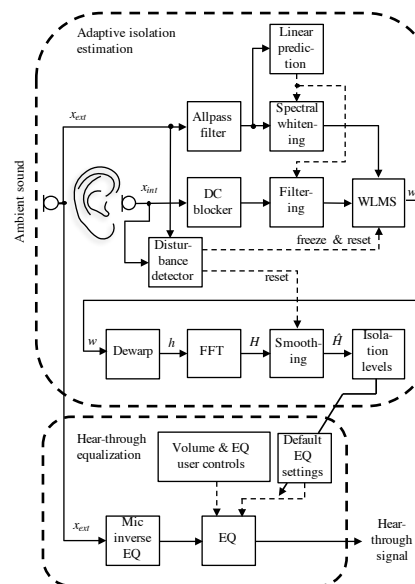 Adaptive isolation
estimation
Linear
predic-
tion
x_ext
Allpass
filter
Spectral
whiten-
ing
x_int
DC
blocker
Filter-
ing
WLMS
w
Ambient sound
Distur-
bance
detector
freeze & reset
reset
w
Dewarp
h
FFT
H
Smooth-
ing
Ĥ
Isolation
levels
Hear-through
equalization
Volume & EQ
user controls
Default
EQ
settings
x_ext
Mic
inverse
EQ
EQ
Hear-
through
signal